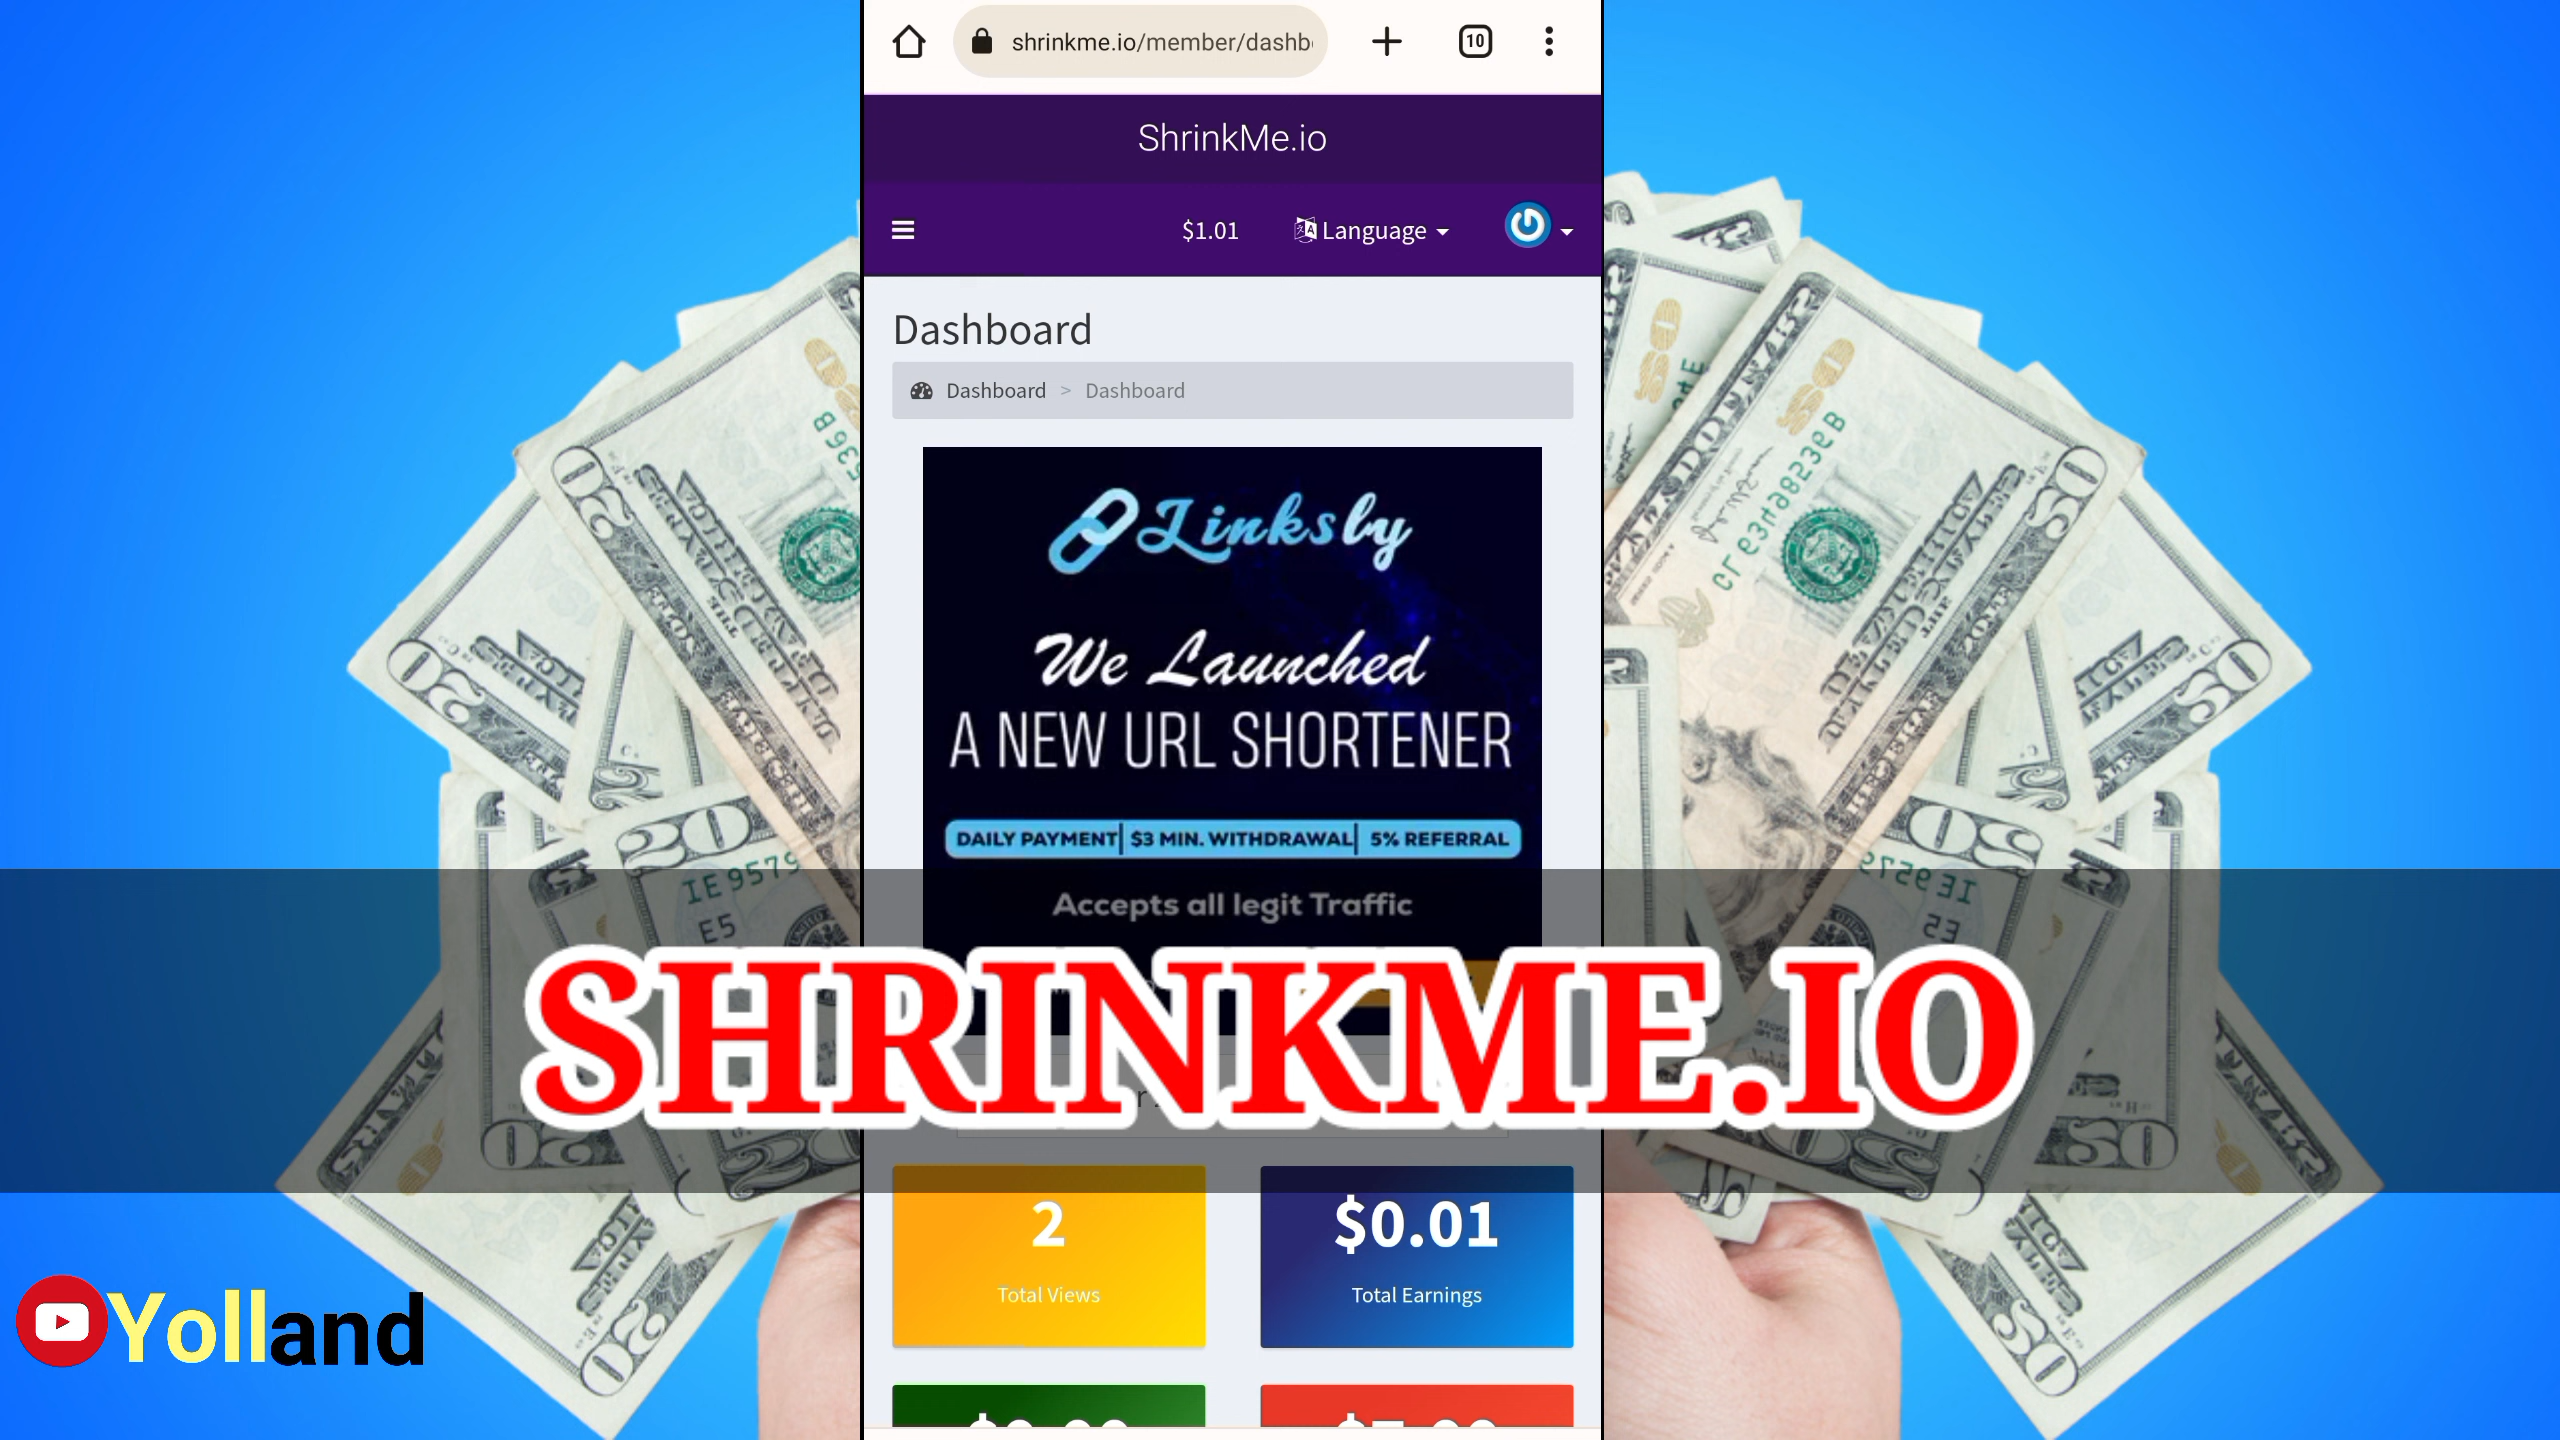 shrinkme.io/member/dashb
10
ShrinkMe.io
$1.01
Language
Dashboard
Dashboard > Dashboard
Linksly
We Launched
A NEW URL SHORTENER
DAILY PAYMENT | $3 MIN. WITHDRAWAL | 5% REFERRAL
Accepts all legit Traffic
SHRINKME.IO
2
Total Views
$0.01
Total Earnings
Yolland